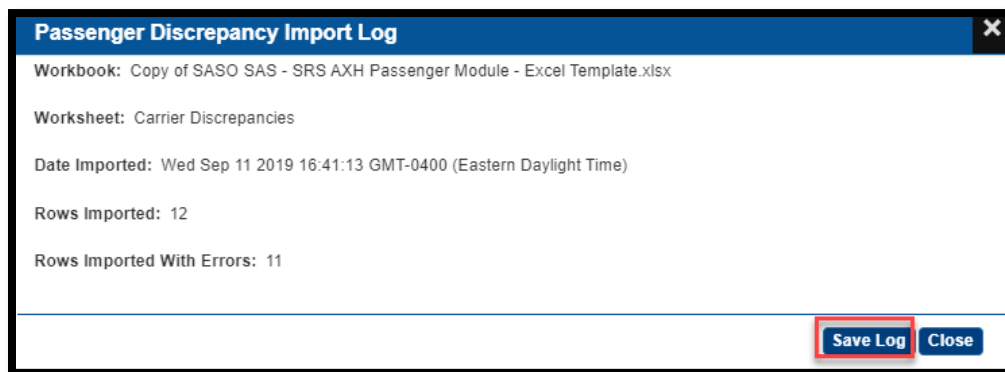 Passenger Discrepancy Import Log
Workbook: Copy of SASO SAS - SRS AXH Passenger Module - Excel Template.xlsx
Worksheet: Carrier Discrepancies
Date Imported: Wed Sep 11 2019 16:41:13 GMT-0400 (Eastern Daylight Time)
Rows Imported: 12
Rows Imported With Errors: 11
Save Log Close